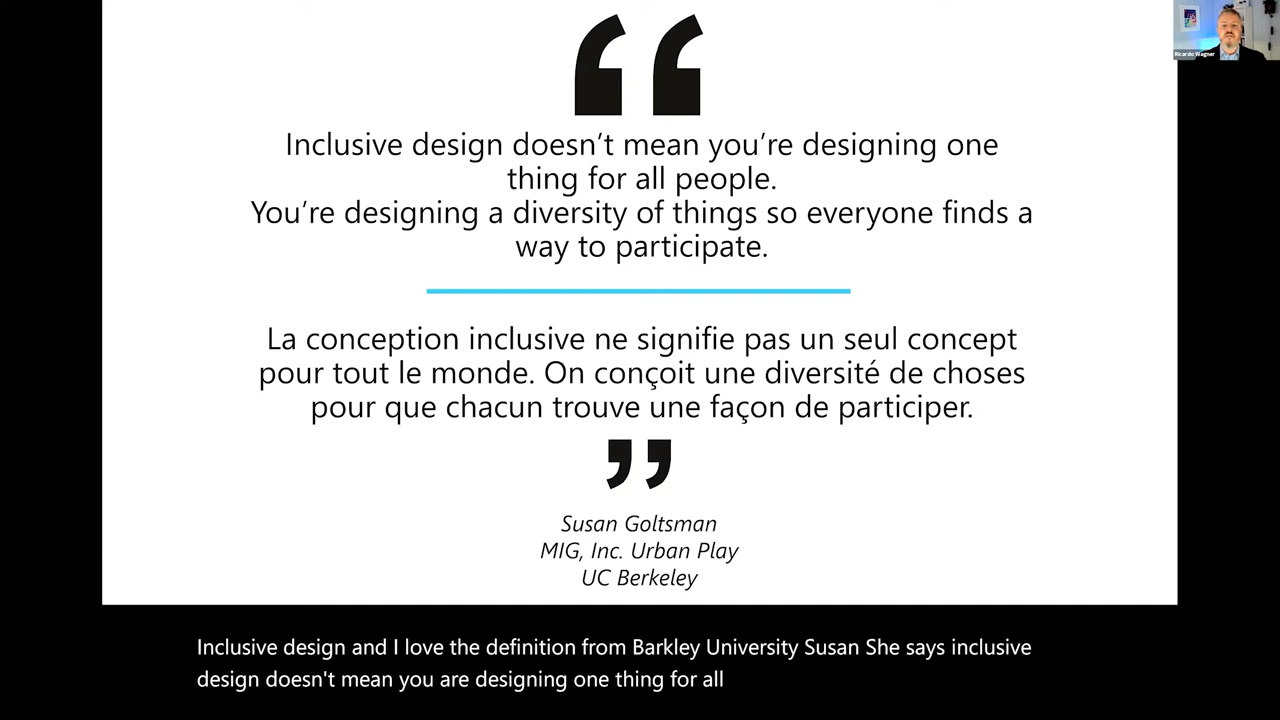 “
Ricardo Wagner
Inclusive design doesn’t mean you’re designing one
thing for all people.
You’re designing a diversity of things so everyone finds a
way to participate.
La conception inclusive ne signifie pas un seul concept
pour tout le monde. On conçoit une diversité de choses
pour que chacun trouve une façon de participer.
”
Susan Goltsman
MIG, Inc. Urban Play
UC Berkeley
Inclusive design and I love the definition from Barkley University Susan She says inclusive
design doesn't mean you are designing one thing for all